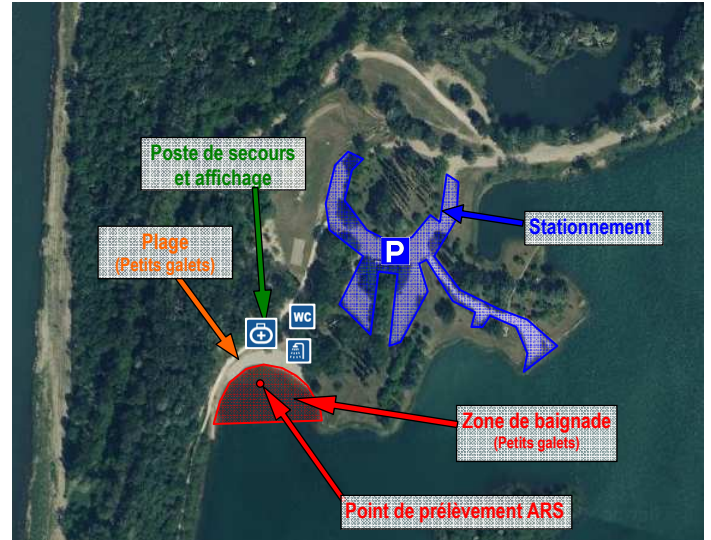 Poste de secours
et affichage
Plage
(Petits galets)
Stationnement
P
WC
Zone de baignade
(Petits galets)
Point de prélèvement ARS